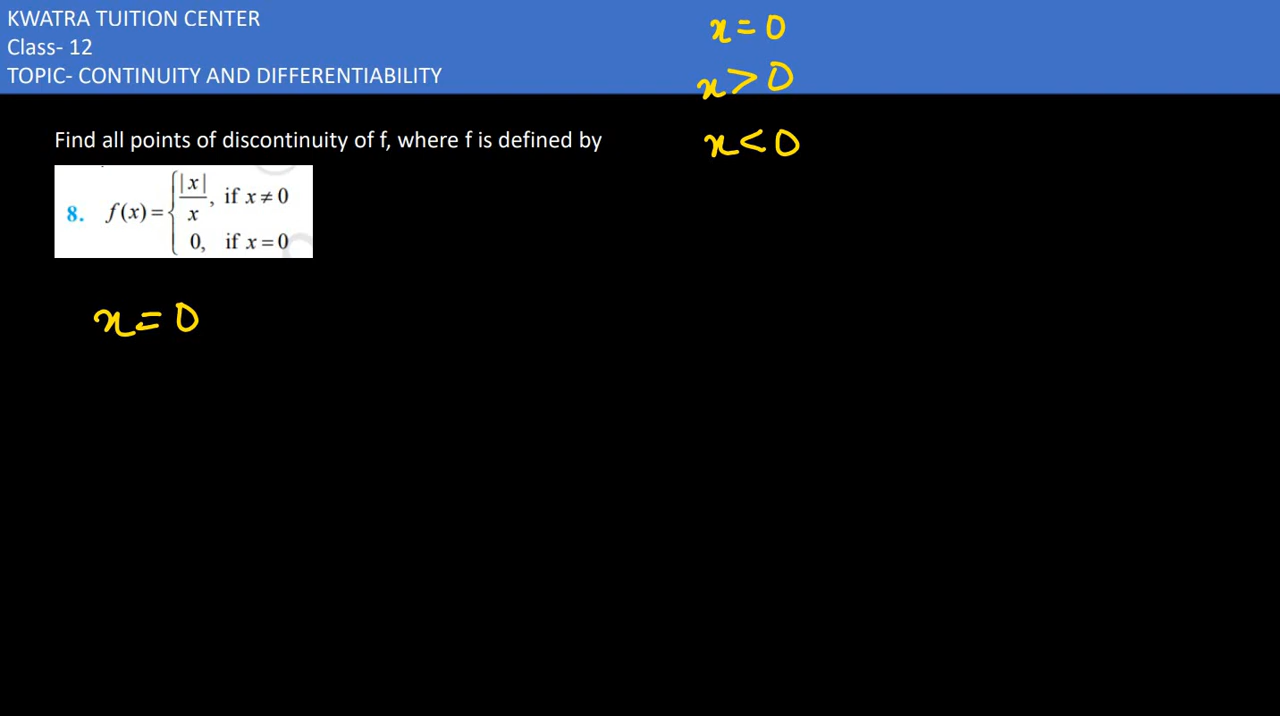 KWATRA TUITION CENTER
Class- 12
TOPIC- CONTINUITY AND DIFFERENTIABILITY
x = 0
x > 0
x < 0
Find all points of discontinuity of f, where f is defined by
8. f(x) = { |x|/x, if x ≠ 0
0, if x = 0
x = 0